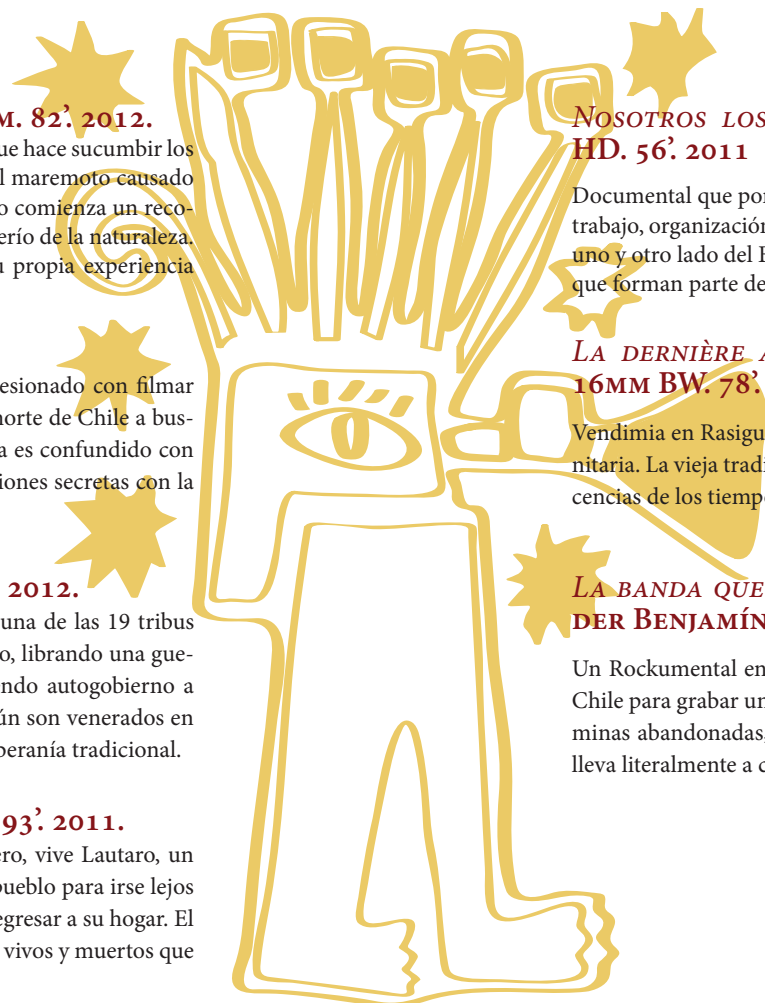 M. 82’. 2012.
ue hace sucumbir los
l maremoto causado
o comienza un reco-
erío de la naturaleza.
u propia experiencia
esionado con filmar
norte de Chile a bus-
a es confundido con
iones secretas con la
2012.
una de las 19 tribus
o, librando una gue-
ndo autogobierno a
ún son venerados en
beranía tradicional.
93’. 2011.
ero, vive Lautaro, un
pueblo para irse lejos
egresar a su hogar. El
vivos y muertos que
Nosotros los
HD. 56’. 2011
Documental que por
trabajo, organización
uno y otro lado del
que forman parte de
La dernière
16mm BW. 78’.
Vendimia en Rasigu
nitaria. La vieja tradi
cencias de los tiemp
La banda que
der Benjamín
Un Rockumental en
Chile para grabar un
minas abandonadas,
lleva literalmente a c